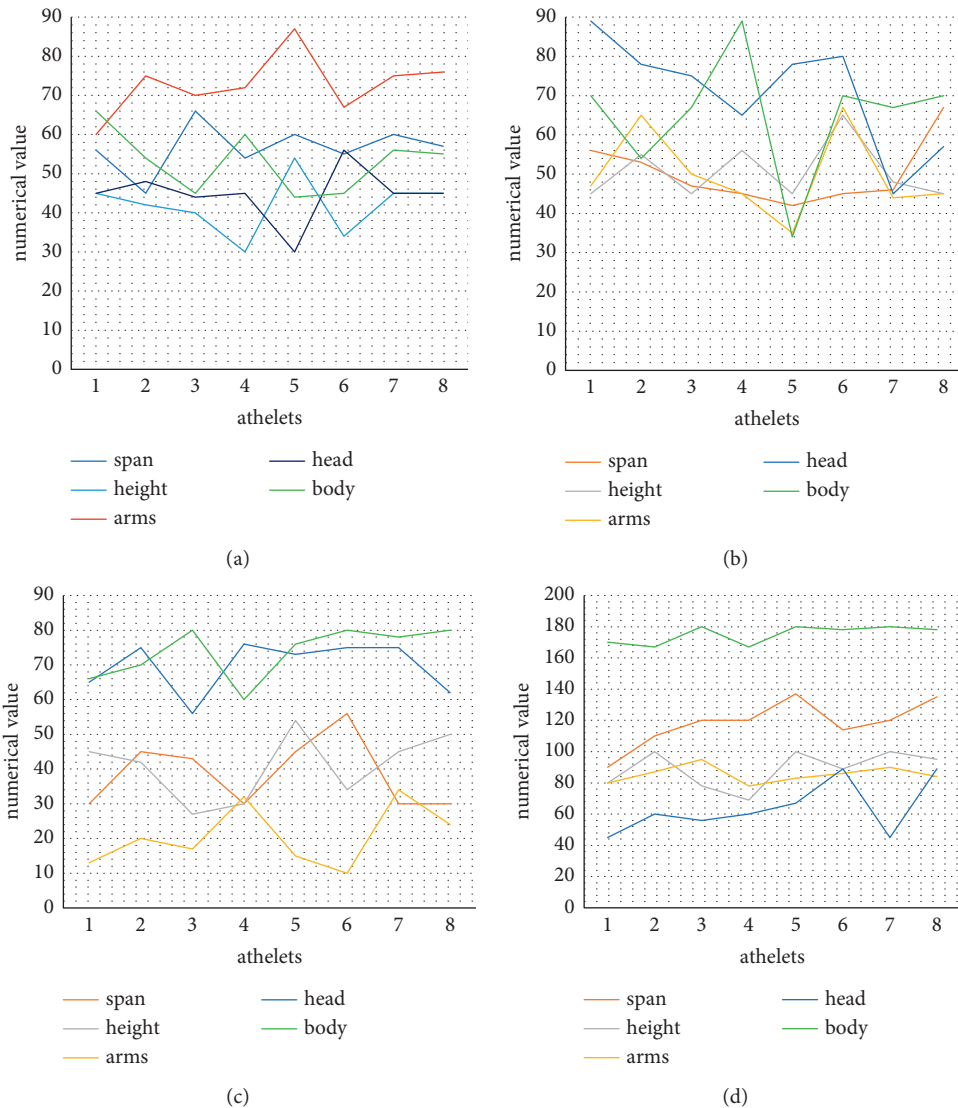 90
80
70
60
50
40
30
20
10
0
numerical value
1 2 3 4 5 6 7 8
athelets
span head
height body
arms
(a)
90
80
70
60
50
40
30
20
10
0
numerical value
1 2 3 4 5 6 7 8
athelets
span head
height body
arms
(b)
90
80
70
60
50
40
30
20
10
0
numerical value
1 2 3 4 5 6 7 8
athelets
span head
height body
arms
(c)
200
180
160
140
120
100
80
60
40
20
0
numerical value
1 2 3 4 5 6 7 8
athelets
span head
height body
arms
(d)